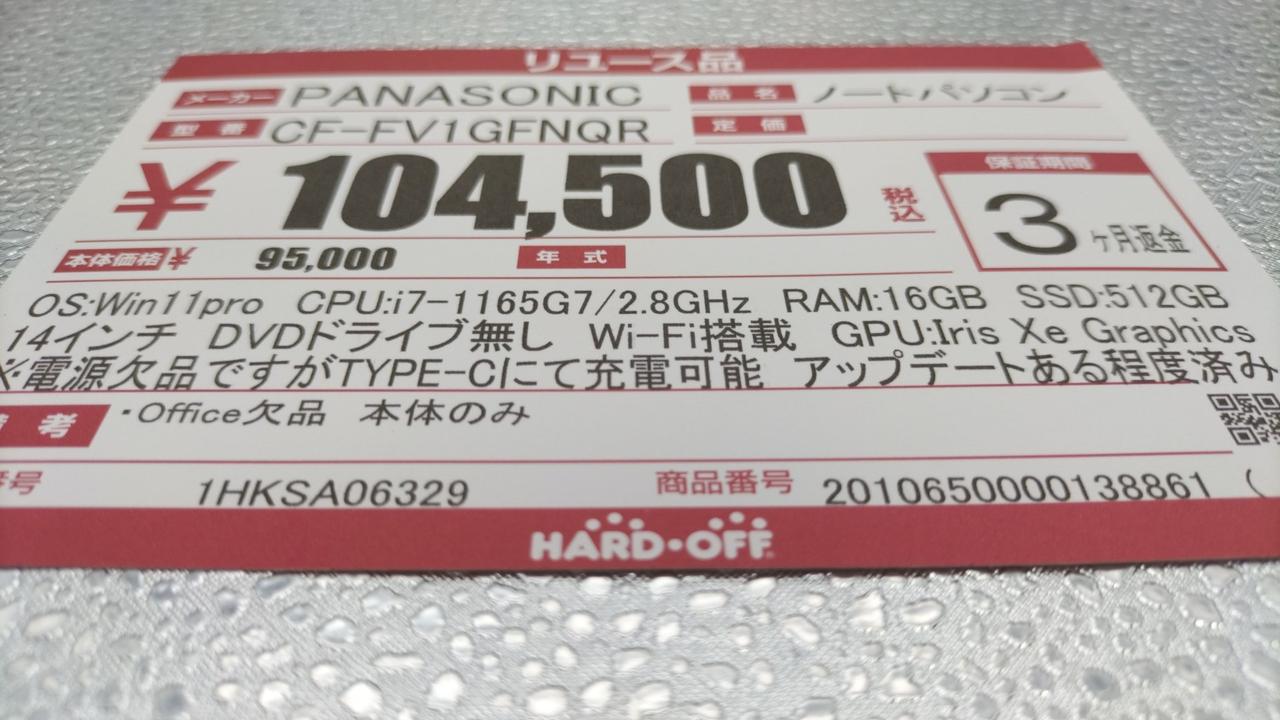 リユース品
メーカー PANASONIC 品名 ノートパソコン
型番 CF-FV1GFNQR 定価
¥ 104,500 税込 保証期間 3ヶ月返金
本体価格¥ 95,000 年式
OS:Win11pro CPU:i7-1165G7/2.8GHz RAM:16GB SSD:512GB
14インチ DVDドライブ無し Wi-Fi搭載 GPU:Iris Xe Graphics
※電源欠品ですがTYPE-Cにて充電可能 アップデートある程度済み
備考 ・Office欠品 本体のみ
番号 1HKSA06329 商品番号 2010650000138861 (
HARD・OFF